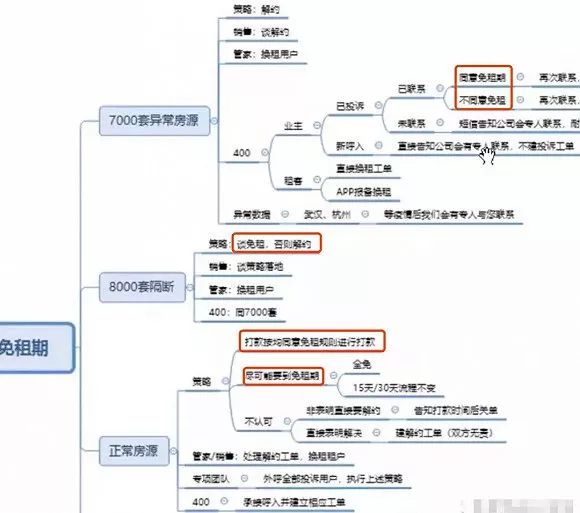 免租期
7000套异常房源
策略：解约
销售：谈解约
管家：换租用户
400
业主
已投诉
已联系
同意免租期
再次联系，
不同意免租
再次联系，
未联系
短信告知公司会专人联系，耐
新呼入
直接告知公司会有专人联系，不建投诉工单
租客
直接换租工单
APP报备换租
异常数据
武汉、杭州
等疫情后我们会有专人与您联系
8000套隔断
策略：谈免租，否则解约
销售：谈策略落地
管家：换租用户
400：同7000套
正常房源
策略
打款按均同意免租规则进行打款
尽可能要到免租期
全免
15天/30天流程不变
不认可
非表明直接要解约
告知打款时间后关单
直接表明解决
建解约工单（双方无责）
管家/销售：处理解约工单，换租租户
专项团队
外呼全部投诉用户，执行上述策略
400
承接呼入并建立相应工单